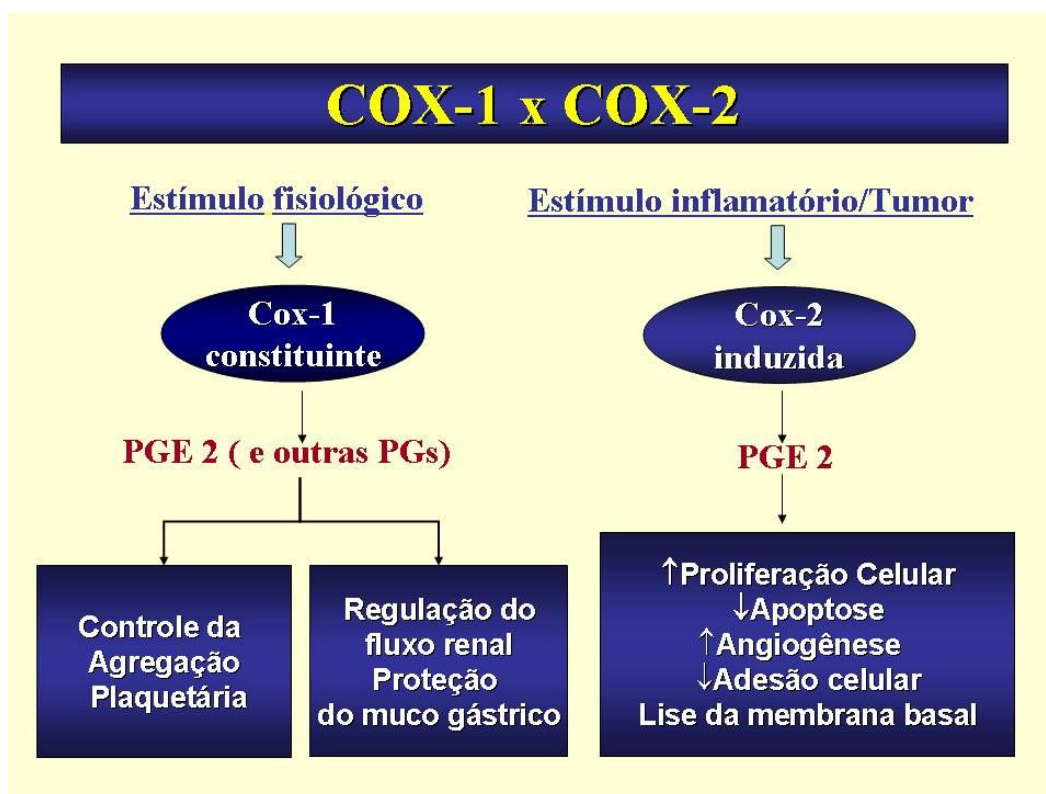 COX-1 x COX-2
Estímulo fisiológico
Estímulo inflamatório/Tumor
Cox-1
constituinte
Cox-2
induzida
PGE 2 ( e outras PGs)
PGE 2
Controle da
Agregação
Plaquetária
Regulação do
fluxo renal
Proteção
do muco gástrico
↑Proliferação Celular
↓Apoptose
↑Angiogênese
↓Adesão celular
Lise da membrana basal